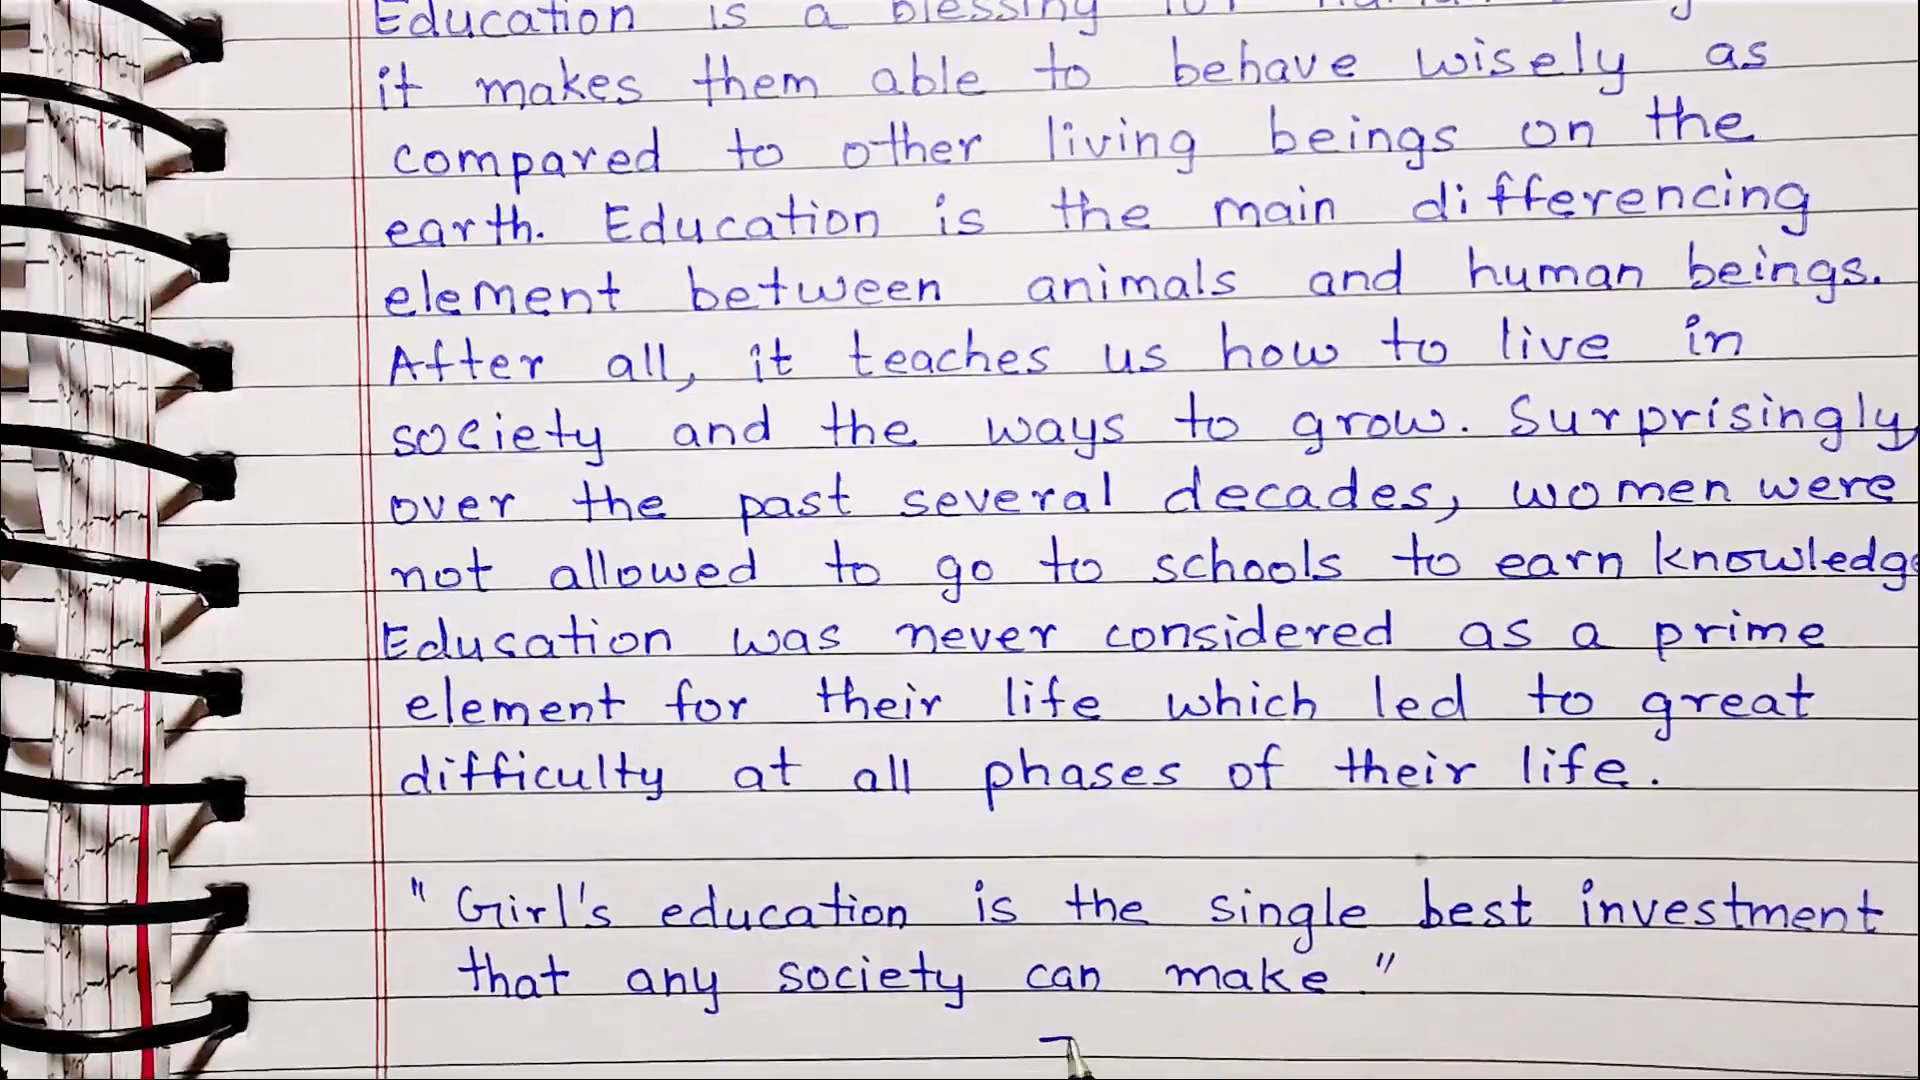 Education is a blessing for
it makes them able to behave wisely as
compared to other living beings on the
earth. Education is the main differencing
element between animals and human beings.
After all, it teaches us how to live in
society and the ways to grow. Surprisingly,
over the past several decades, women were
not allowed to go to schools to earn knowledge
Education was never considered as a prime
element for their life which led to great
difficulty at all phases of their life.
" Girl's education is the single best investment
that any society can make "